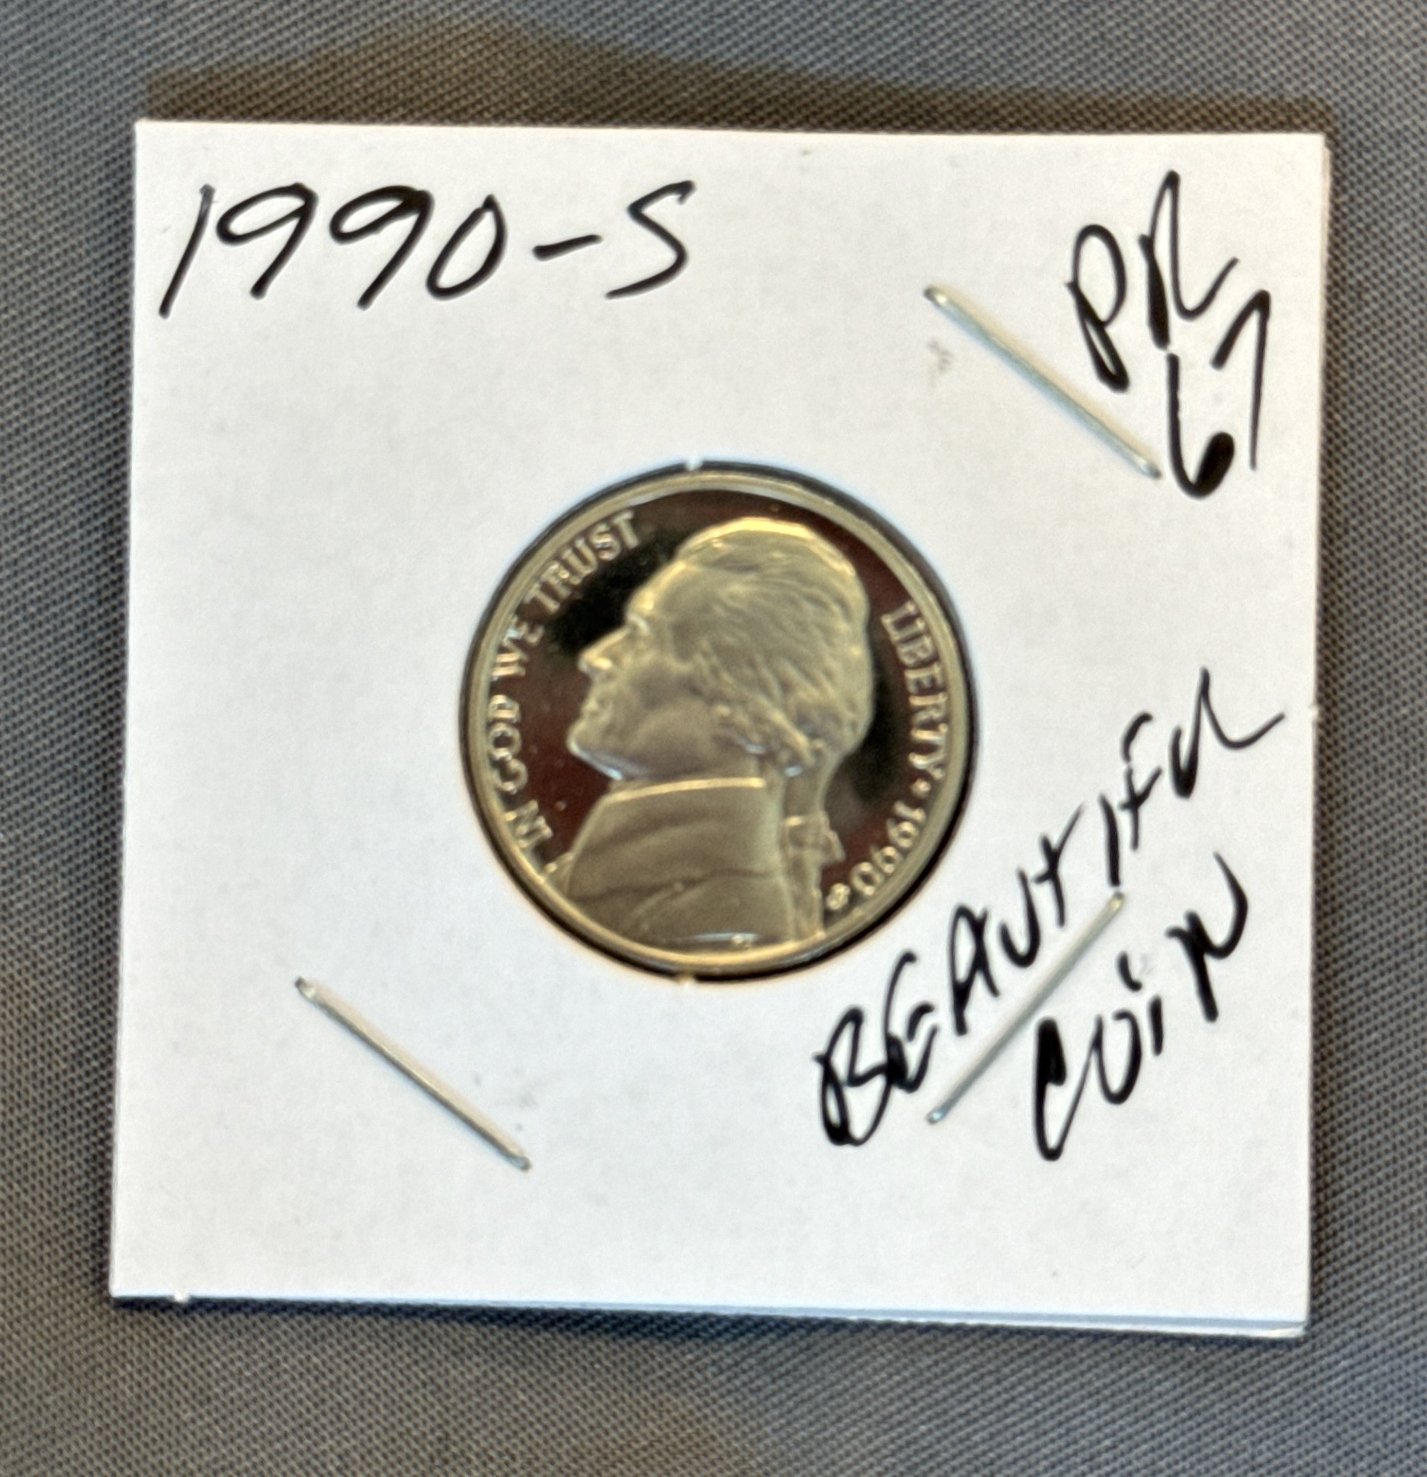 1990-S
PR
67
IN GOD WE TRUST
LIBERTY • 1990
S
BEAUTIFUL
COIN